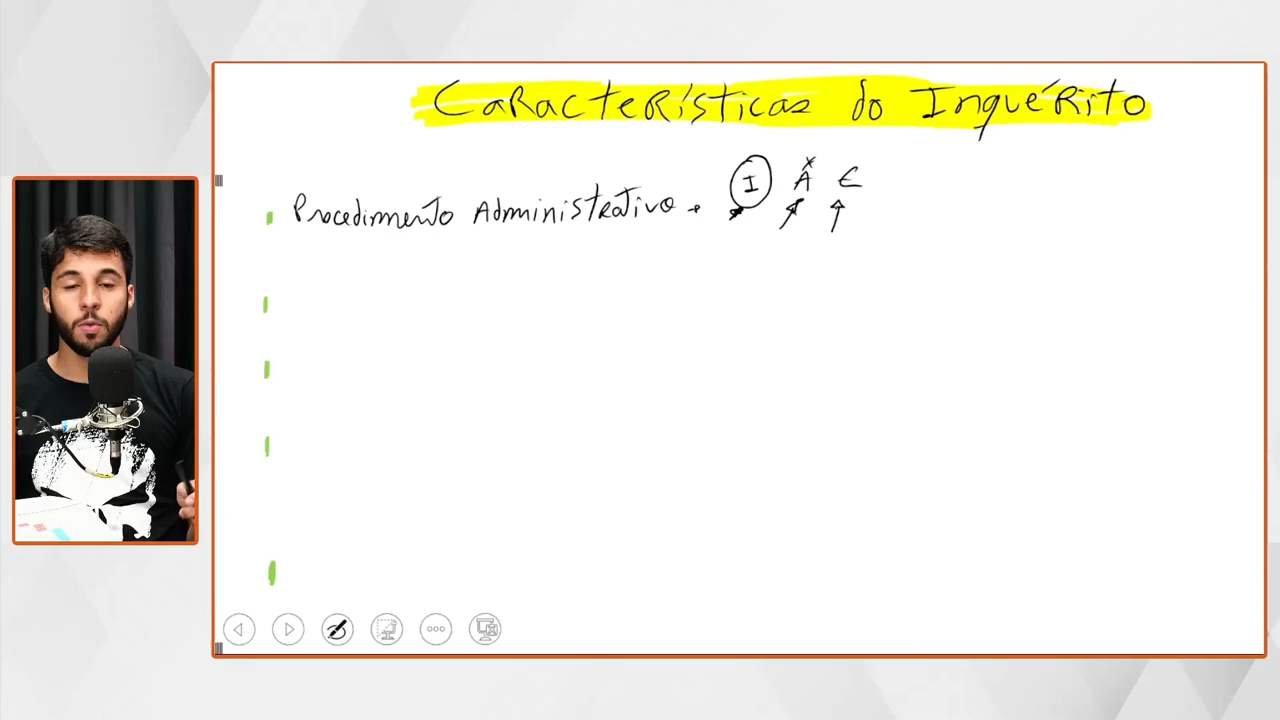 Características do Inquérito
Procedimento Administrativo → I A E